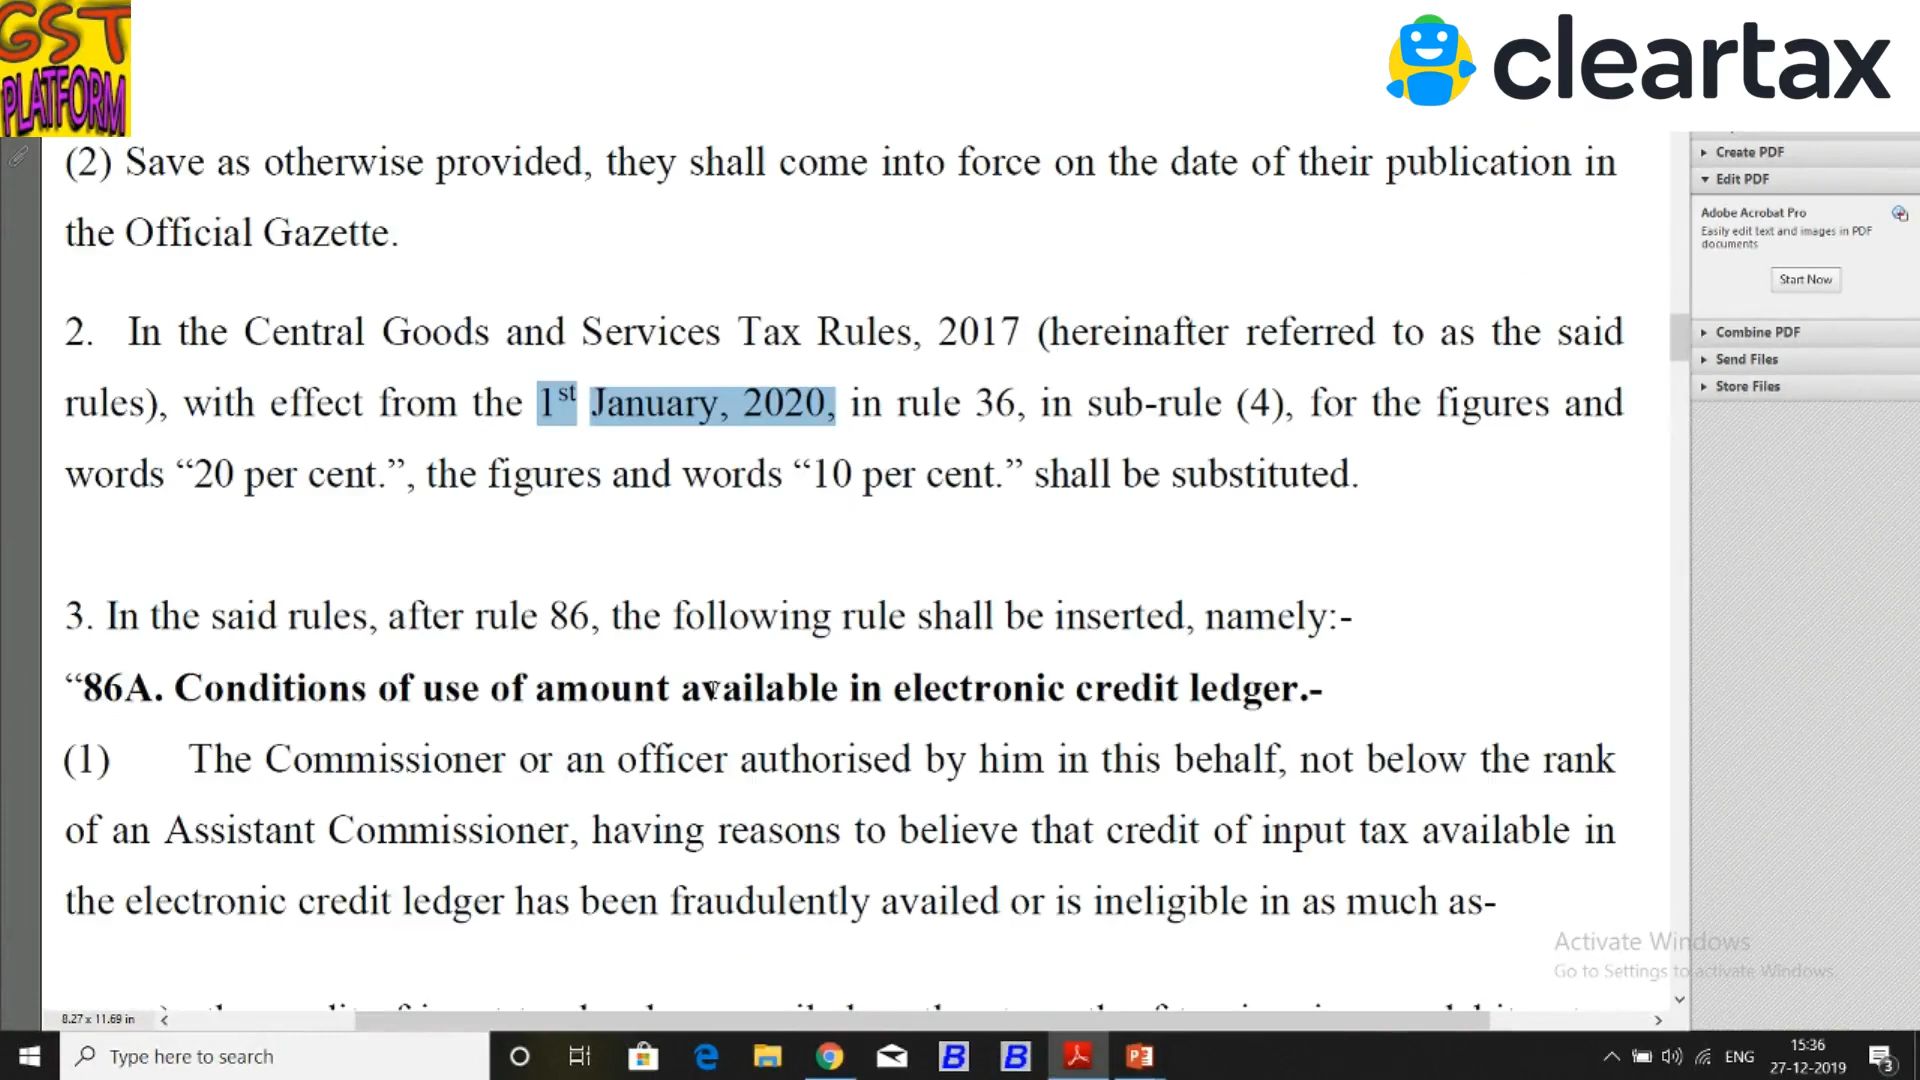 GST
PLATFORM
cleartax
(2) Save as otherwise provided, they shall come into force on the date of their publication in
the Official Gazette.
2. In the Central Goods and Services Tax Rules, 2017 (hereinafter referred to as the said
rules), with effect from the 1st January, 2020, in rule 36, in sub-rule (4), for the figures and
words “20 per cent.”, the figures and words “10 per cent.” shall be substituted.
3. In the said rules, after rule 86, the following rule shall be inserted, namely:-
“86A. Conditions of use of amount available in electronic credit ledger.-
(1) The Commissioner or an officer authorised by him in this behalf, not below the rank
of an Assistant Commissioner, having reasons to believe that credit of input tax available in
the electronic credit ledger has been fraudulently availed or is ineligible in as much as-
Create PDF
Edit PDF
Adobe Acrobat Pro
Easily edit text and images in PDF
documents
Start Now
Combine PDF
Send Files
Store Files
Activate Windows
Go to Settings to activate Windows.
8.27 x 11.69 in
Type here to search
ENG
15:36
27-12-2019
3